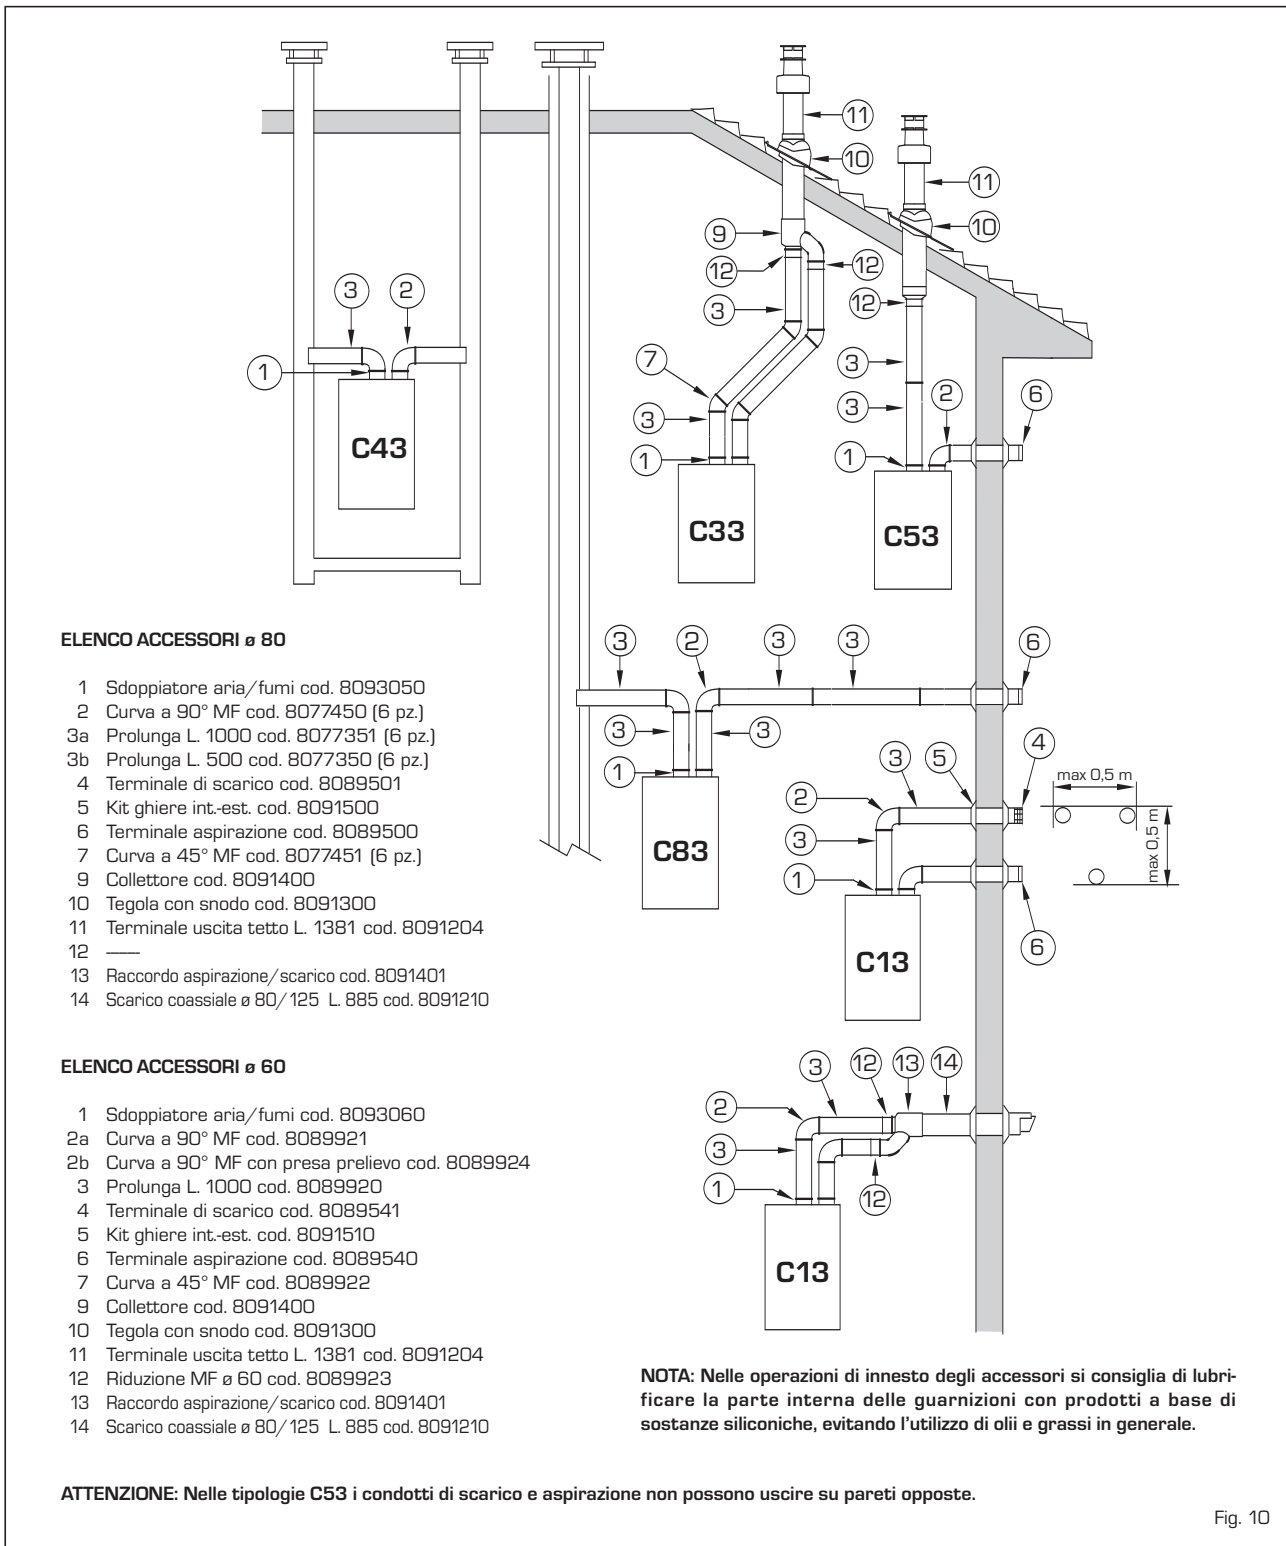 11
10
11
9
10
12
12
12
3
3
2
3
1
7
3
2
6
3
3
1
1
C43
C33
C53
ELENCO ACCESSORI ø 80
1 Sdoppiatore aria/fumi cod. 8093050
2 Curva a 90° MF cod. 8077450 (6 pz.)
3a Prolunga L. 1000 cod. 8077351 (6 pz.)
3b Prolunga L. 500 cod. 8077350 (6 pz.)
4 Terminale di scarico cod. 8089501
5 Kit ghiere int.-est. cod. 8091500
6 Terminale aspirazione cod. 8089500
7 Curva a 45° MF cod. 8077451 (6 pz.)
9 Collettore cod. 8091400
10 Tegola con snodo cod. 8091300
11 Terminale uscita tetto L. 1381 cod. 8091204
12 -------
13 Raccordo aspirazione/scarico cod. 8091401
14 Scarico coassiale ø 80/125 L. 885 cod. 8091210
3
2
3
3
6
3
3
1
C83
2
3
5
4
3
1
6
C13
max 0,5 m
max 0,5 m
ELENCO ACCESSORI ø 60
1 Sdoppiatore aria/fumi cod. 8093060
2a Curva a 90° MF cod. 8089921
2b Curva a 90° MF con presa prelievo cod. 8089924
3 Prolunga L. 1000 cod. 8089920
4 Terminale di scarico cod. 8089541
5 Kit ghiere int.-est. cod. 8091510
6 Terminale aspirazione cod. 8089540
7 Curva a 45° MF cod. 8089922
9 Collettore cod. 8091400
10 Tegola con snodo cod. 8091300
11 Terminale uscita tetto L. 1381 cod. 8091204
12 Riduzione MF ø 60 cod. 8089923
13 Raccordo aspirazione/scarico cod. 8091401
14 Scarico coassiale ø 80/125 L. 885 cod. 8091210
3
12
13
14
2
3
1
12
C13
NOTA: Nelle operazioni di innesto degli accessori si consiglia di lubri-
ficare la parte interna delle guarnizioni con prodotti a base di
sostanze siliconiche, evitando l'utilizzo di olii e grassi in generale.
ATTENZIONE: Nelle tipologie C53 i condotti di scarico e aspirazione non possono uscire su pareti opposte.
Fig. 10